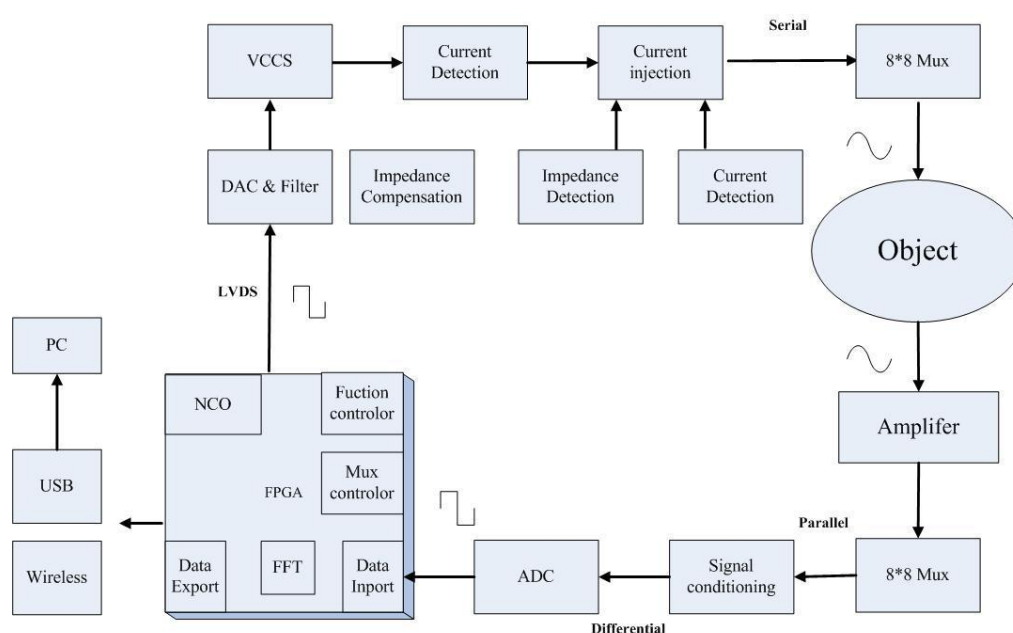 Serial
VCCS
Current
Detection
Current
injection
8*8 Mux
DAC & Filter
Impedance
Compensation
Impedance
Detection
Current
Detection
Object
LVDS
PC
NCO
Fuction
controlor
Amplifer
USB
FPGA
Mux
controlor
Parallel
Wireless
Data
Export
FFT
Data
Inport
ADC
Signal
conditioning
8*8 Mux
Differential